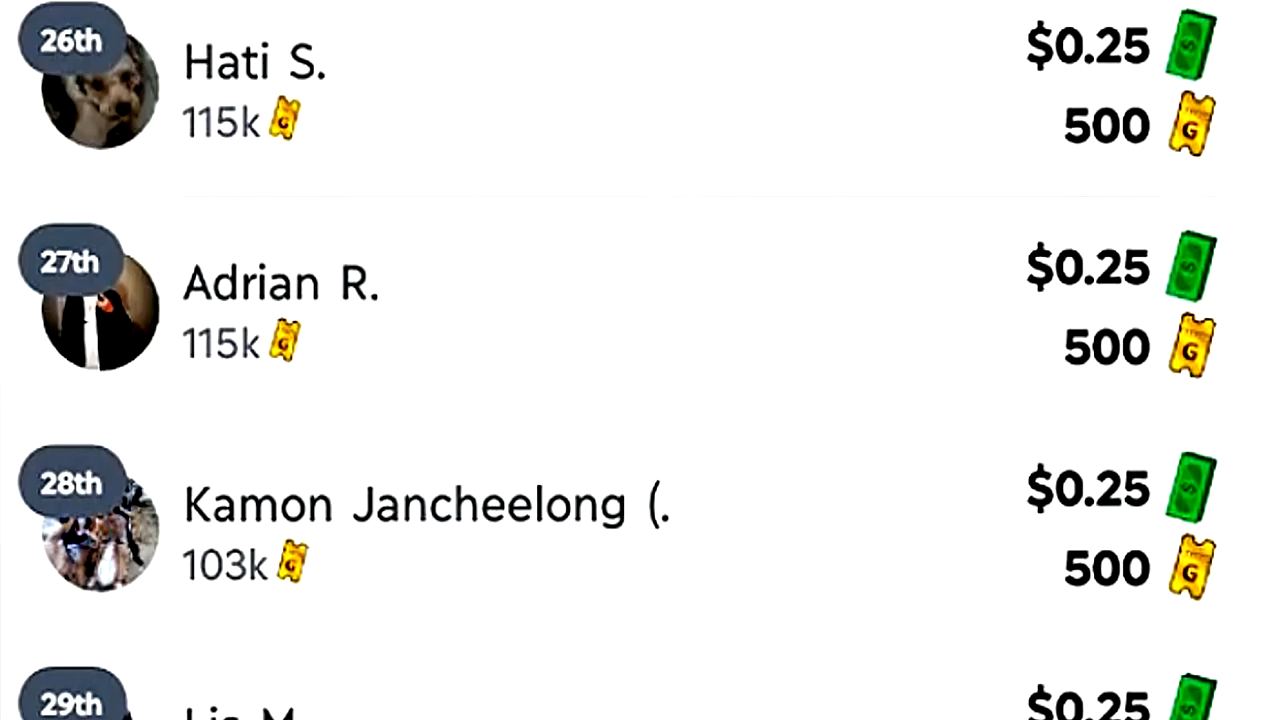 26th
Hati S.
115k
$0.25
500
27th
Adrian R.
115k
$0.25
500
28th
Kamon Jancheelong (.
103k
$0.25
500
29th
$0.25